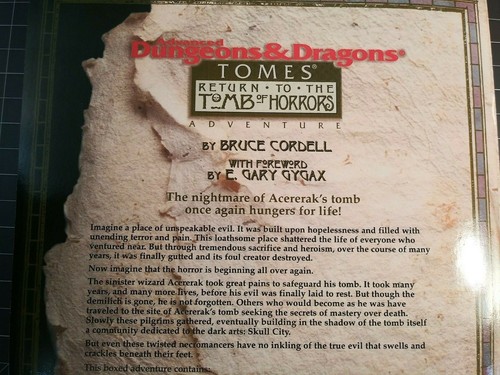 Advanced
Dungeons & Dragons®
TOMES®
RETURN · TO · THE
TOMB OF HORRORS
ADVENTURE
BY BRUCE CORDELL
WITH FOREWORD
BY E. GARY GYGAX
The nightmare of Acererak's tomb
once again hungers for life!
Imagine a place of unspeakable evil. It was built upon hopelessness and filled with
unending terror and pain. This loathsome place shattered the life of everyone who
ventured near. But through tremendous sacrifice and heroism, over the course of many
years, it was finally gutted and its foul creator destroyed.
Now imagine that the horror is beginning all over again.
The sinister wizard Acererak took great pains to safeguard his tomb. It took many
years, and many more lives, before his evil was finally laid to rest. But though the
demilich is gone, he is not forgotten. Others who would become as he was have
traveled to the site of Acererak's tomb seeking the secrets of mastery over death.
Slowly these pilgrims gathered, eventually building in the shadow of the tomb itself
a community dedicated to the dark arts: Skull City.
But even these twisted necromancers have no inkling of the true evil that swells and
crackles beneath their feet.
This boxed adventure contains: